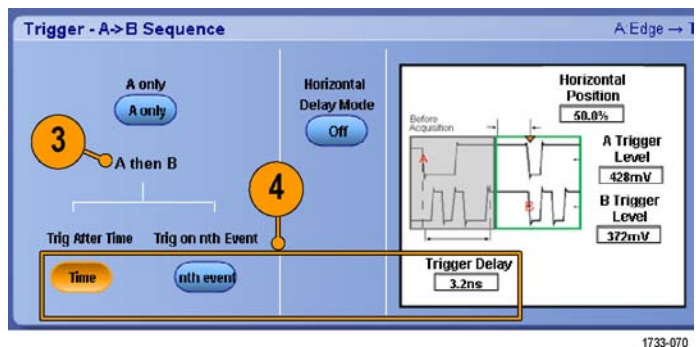 Trigger - A->B Sequence
A:Edge →
A only
A only
3
A then B
4
Trig After Time
Trig on nth Event
Time
nth event
Horizontal
Delay Mode
Off
Horizontal
Position
50.0%
Before
Acquisition
A
B
A Trigger
Level
428mV
B Trigger
Level
372mV
Trigger Delay
3.2ns
1733-070